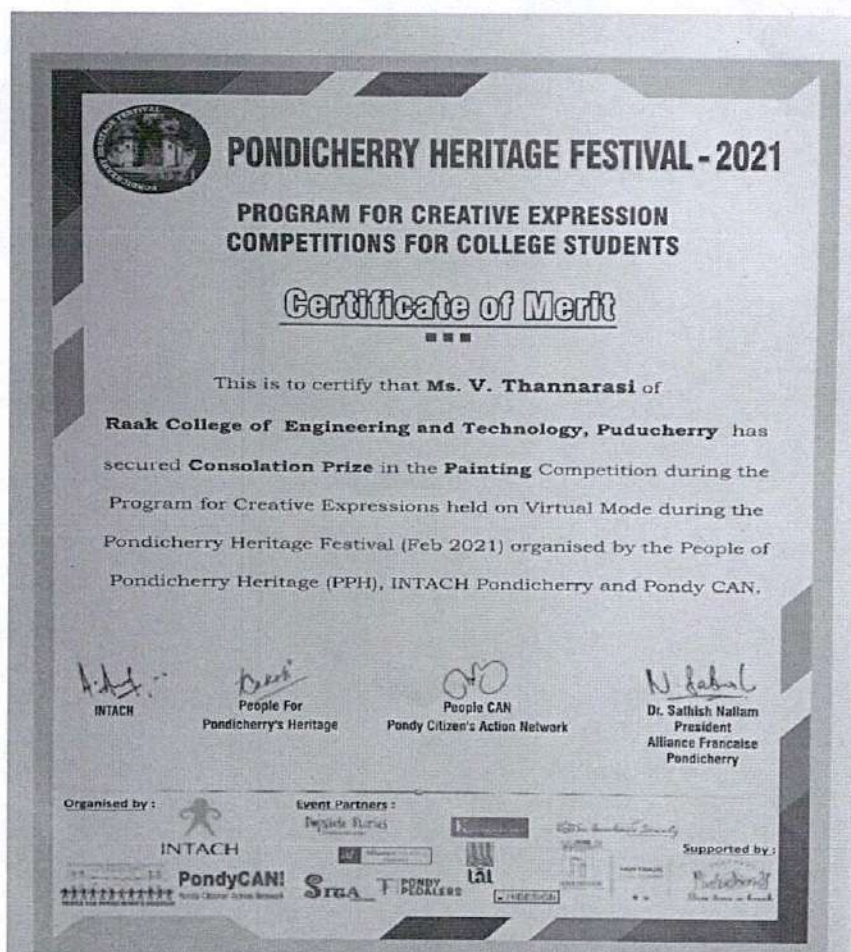 PONDICHERRY HERITAGE FESTIVAL - 2021
PROGRAM FOR CREATIVE EXPRESSION
COMPETITIONS FOR COLLEGE STUDENTS
Certificate of Merit
This is to certify that Ms. V. Thannarasi of
Raak College of Engineering and Technology, Puducherry has
secured Consolation Prize in the Painting Competition during the
Program for Creative Expressions held on Virtual Mode during the
Pondicherry Heritage Festival (Feb 2021) organised by the People of
Pondicherry Heritage (PPH), INTACH Pondicherry and Pondy CAN.
INTACH
People For
Pondicherry's Heritage
People CAN
Pondy Citizen's Action Network
Dr. Sathish Nallam
President
Alliance Francaise
Pondicherry
Organised by :
Event Partners :
INTACH
Supported by :
PondyCAN!
SITA
PONDY
PEDALERS
lal
HIDESIGN